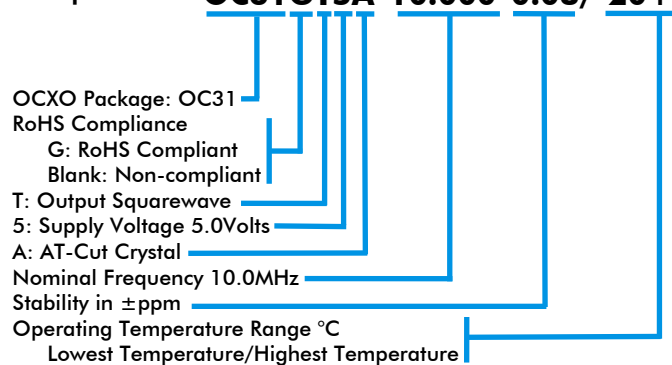 OCXO Package: OC31
RoHS Compliance
G: RoHS Compliant
Blank: Non-compliant
T: Output Squarewave
5: Supply Voltage 5.0Volts
A: AT-Cut Crystal
Nominal Frequency 10.0MHz
Stability in ±ppm
Operating Temperature Range °C
Lowest Temperature/Highest Temperature